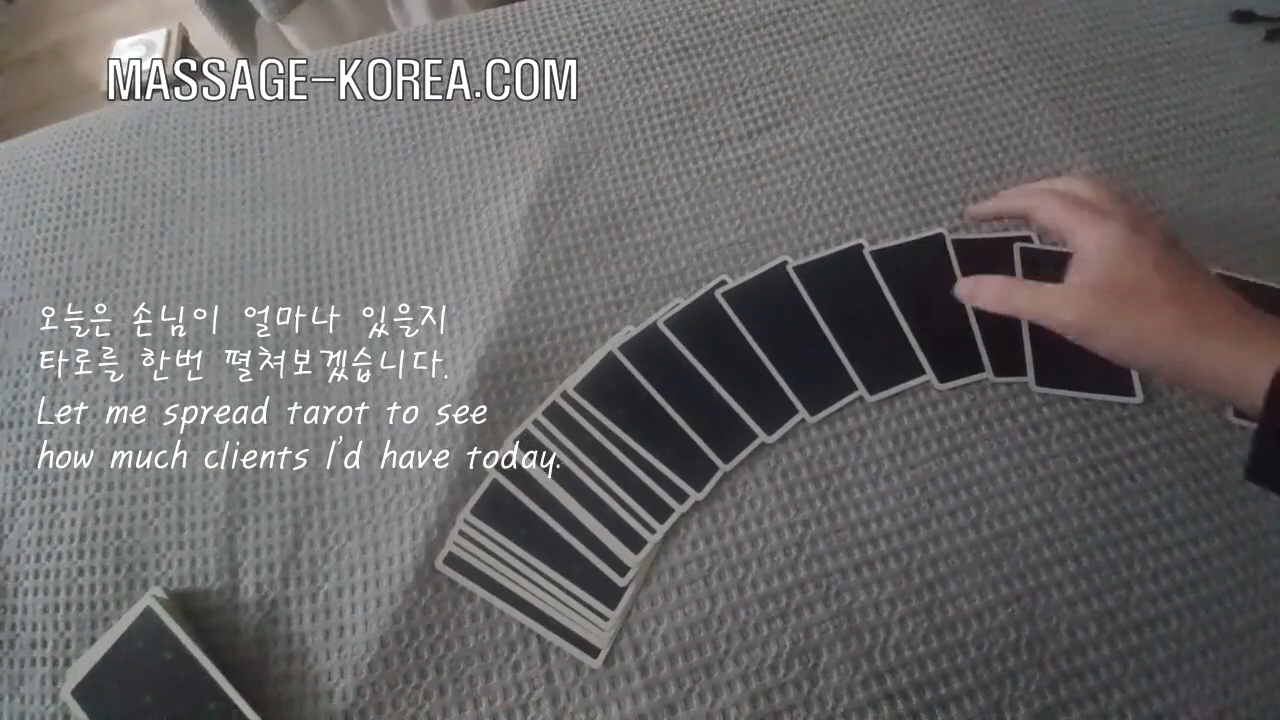 MASSAGE-KOREA.COM
오늘은 손님이 얼마나 있을지
타로를 한번 펼쳐보겠습니다.
Let me spread tarot to see
how much clients I'd have today.